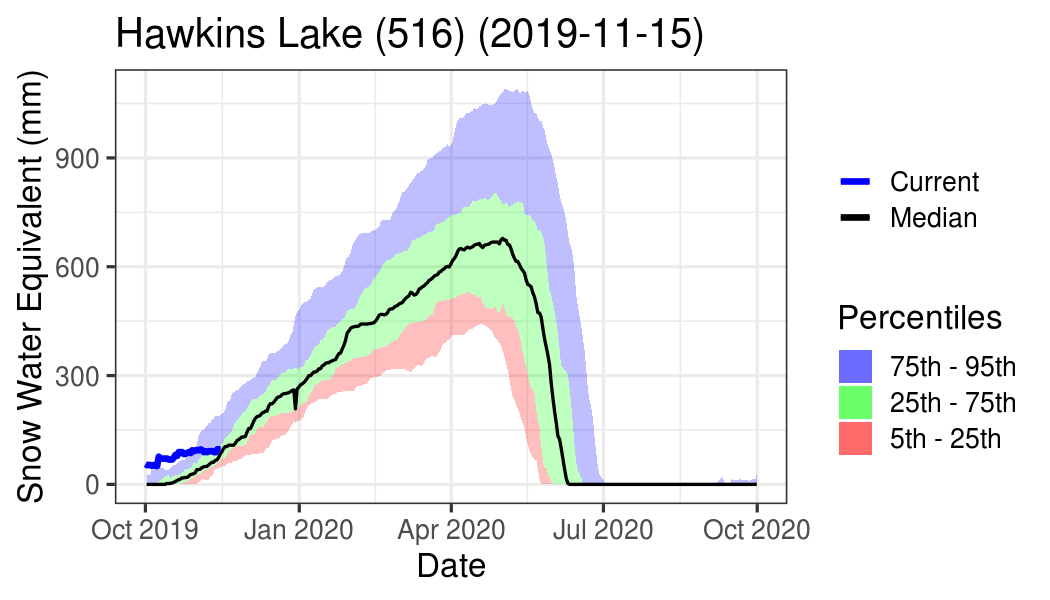 Hawkins Lake (516) (2019-11-15)
Snow Water Equivalent (mm)
900
600
300
0
Oct 2019
Jan 2020
Apr 2020
Jul 2020
Oct 2020
Date
Current
Median
Percentiles
75th - 95th
25th - 75th
5th - 25th